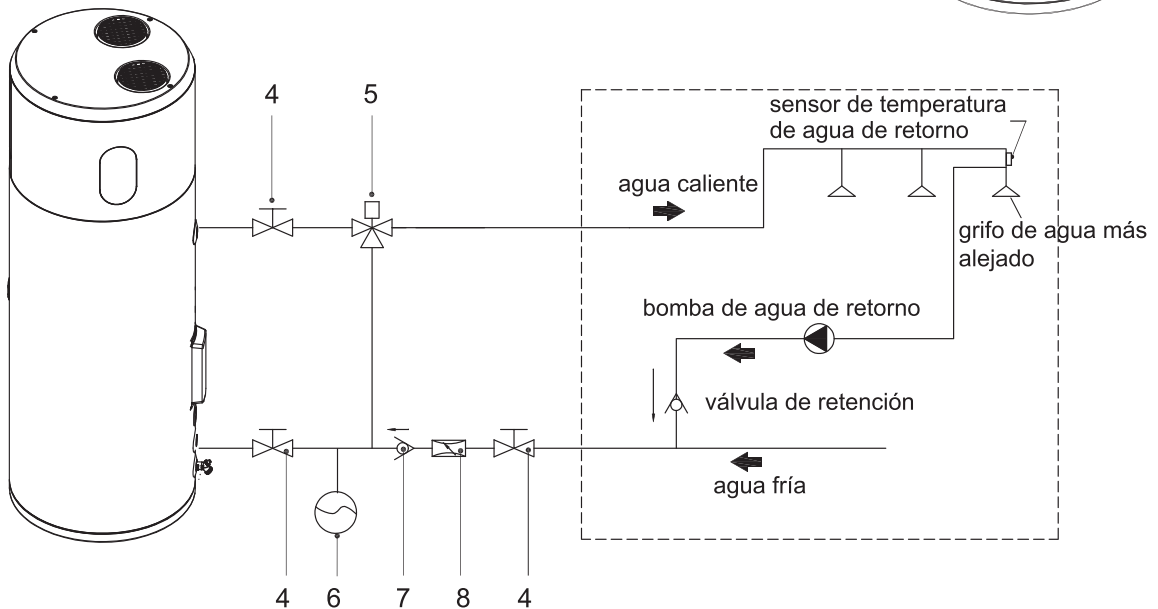 4
5
sensor de temperatura
de agua de retorno
agua caliente
grifo de agua más
alejado
bomba de agua de retorno
válvula de retención
agua fría
4
6
7
8
4